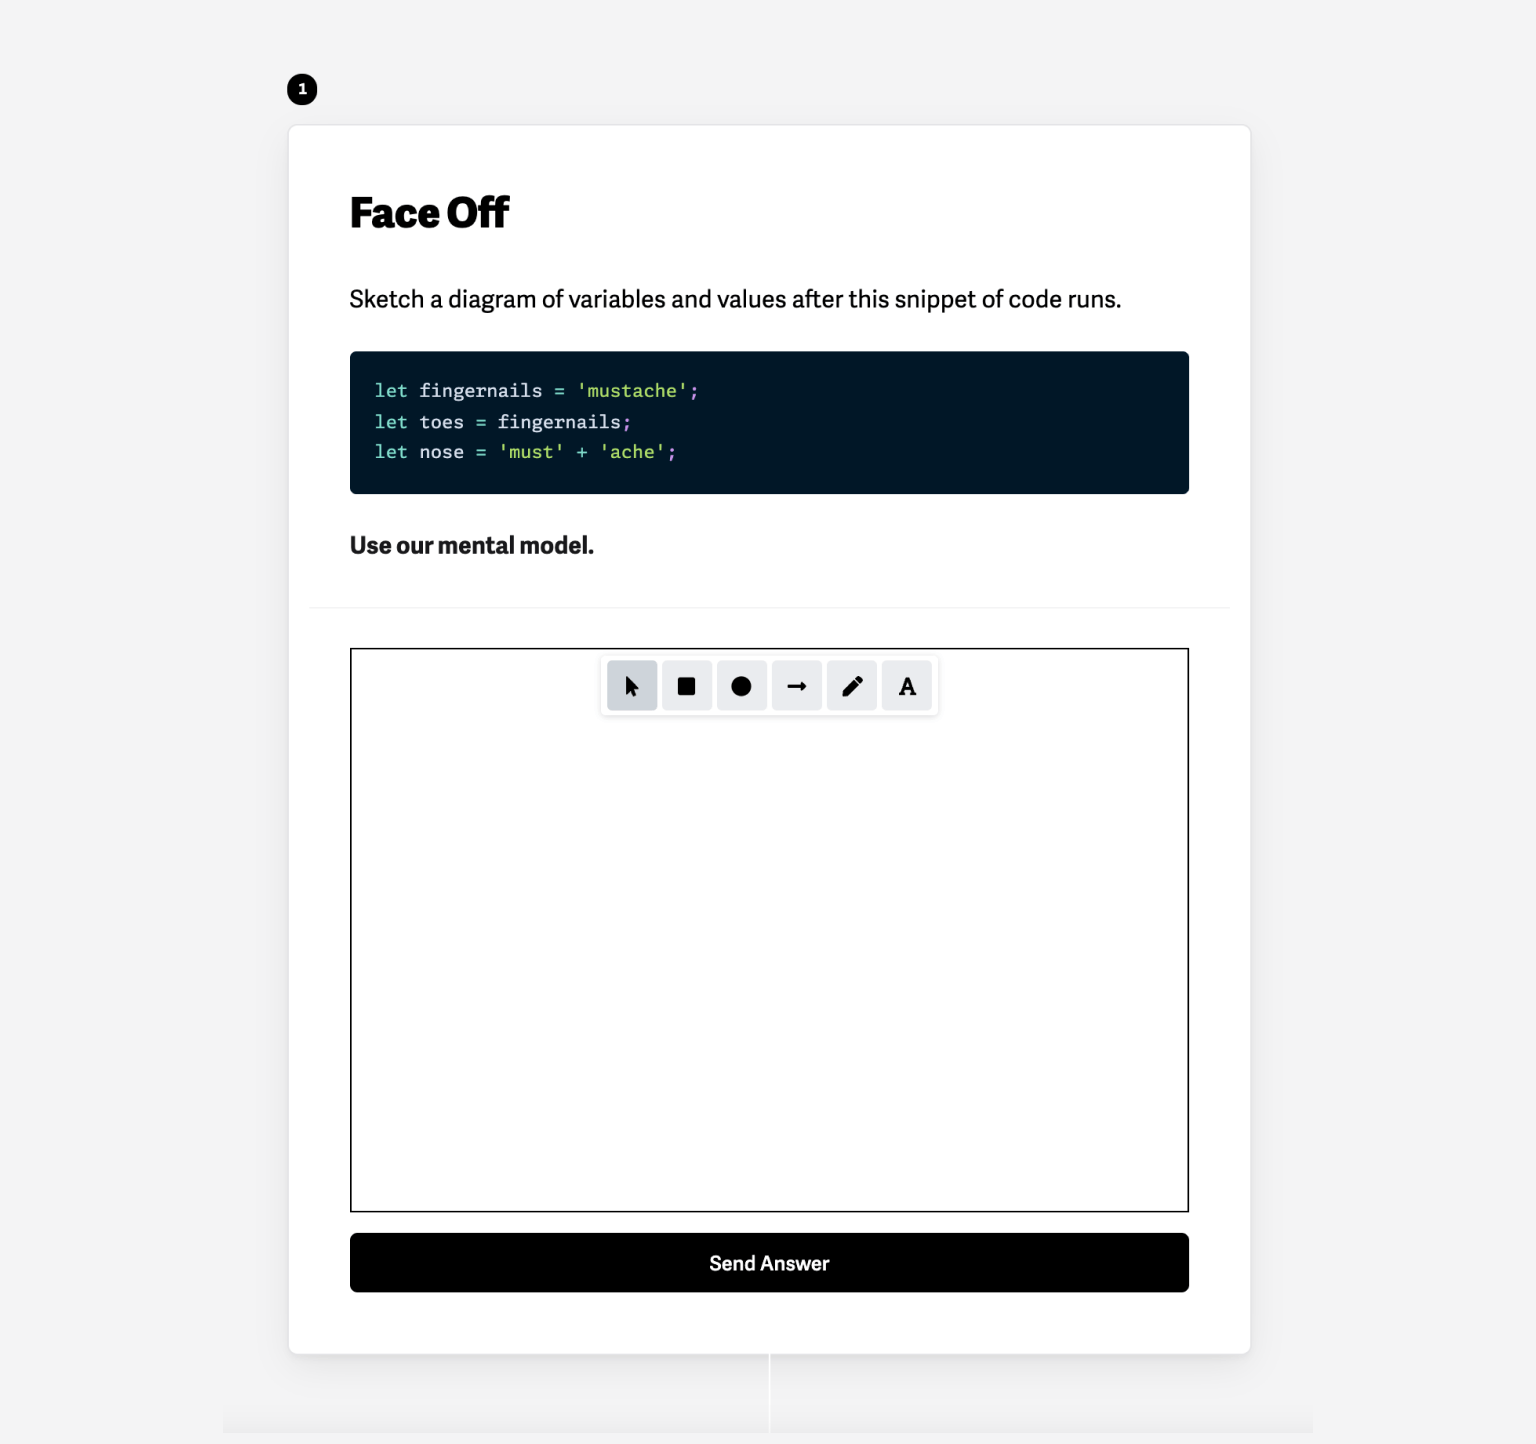 1
Face Off
Sketch a diagram of variables and values after this snippet of code runs.
let fingernails = 'mustache';
let toes = fingernails;
let nose = 'must' + 'ache';
Use our mental model.
A
Send Answer